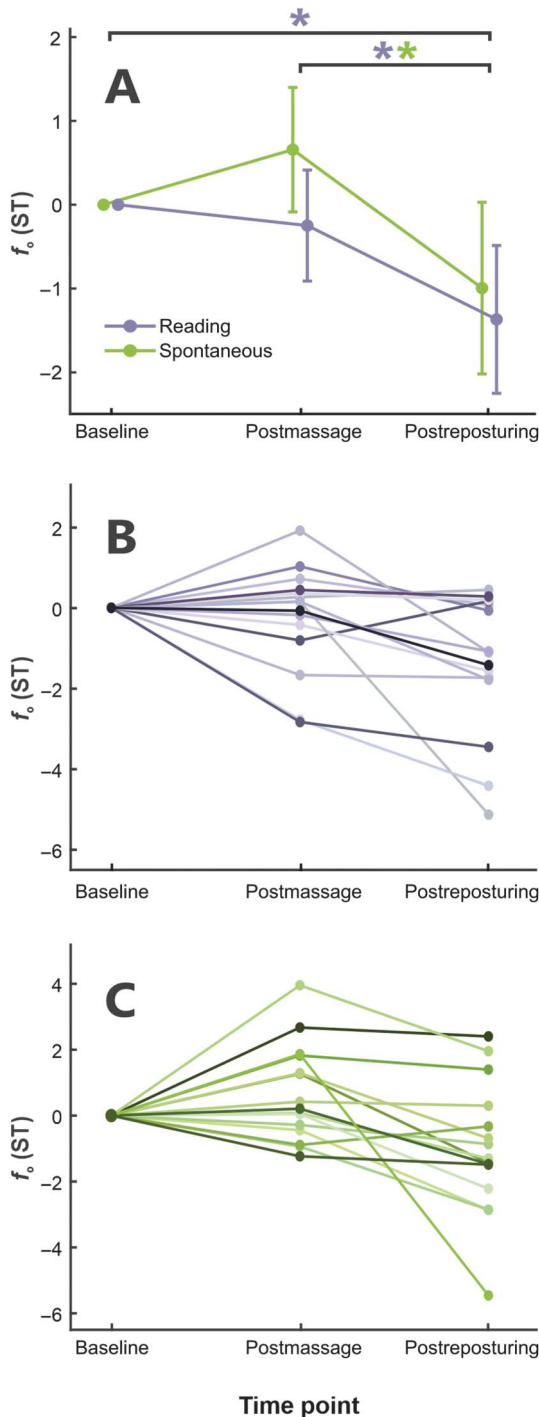 *
* *
2
A
1
0
fₒ (ST)
−1
Reading
Spontaneous
−2
Baseline Postmassage Postreposturing
B
2
0
fₒ (ST)
−2
−4
−6
Baseline Postmassage Postreposturing
4
C
2
0
fₒ (ST)
−2
−4
−6
Baseline Postmassage Postreposturing
Time point